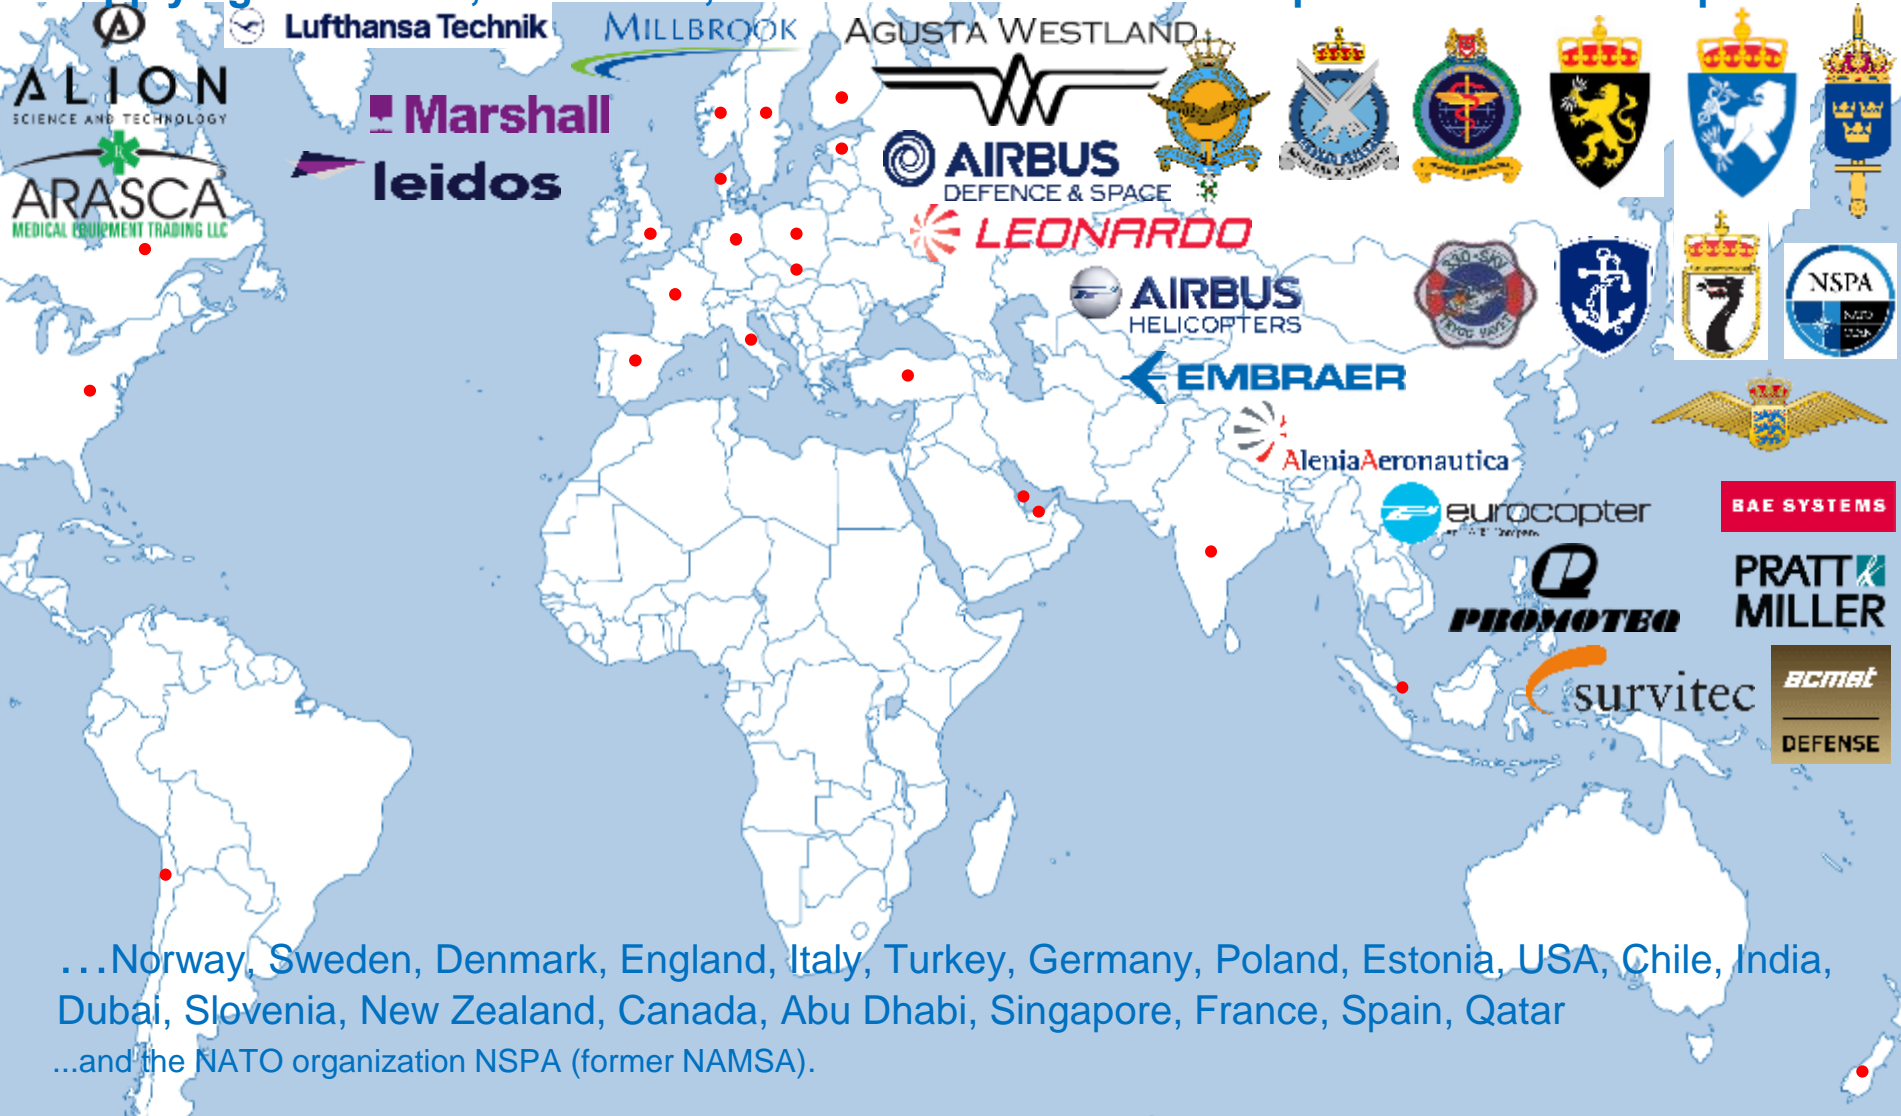 Lufthansa Technik
MILLBROOK
AGUSTA WESTLAND
ALION
SCIENCE AND TECHNOLOGY
Marshall
AIRBUS
DEFENCE & SPACE
ARASCA
MEDICAL EQUIPMENT TRADING LLC
leidos
LEONARDO
330-SKV
NSPA
AIRBUS
HELICOPTERS
EMBRAER
AleniaAeronautica
eurocopter
BAE SYSTEMS
PROMOTEQ
PRATT &
MILLER
survitec
acmat
DEFENSE
...Norway, Sweden, Denmark, England, Italy, Turkey, Germany, Poland, Estonia, USA, Chile, India,
Dubai, Slovenia, New Zealand, Canada, Abu Dhabi, Singapore, France, Spain, Qatar
...and the NATO organization NSPA (former NAMSA).